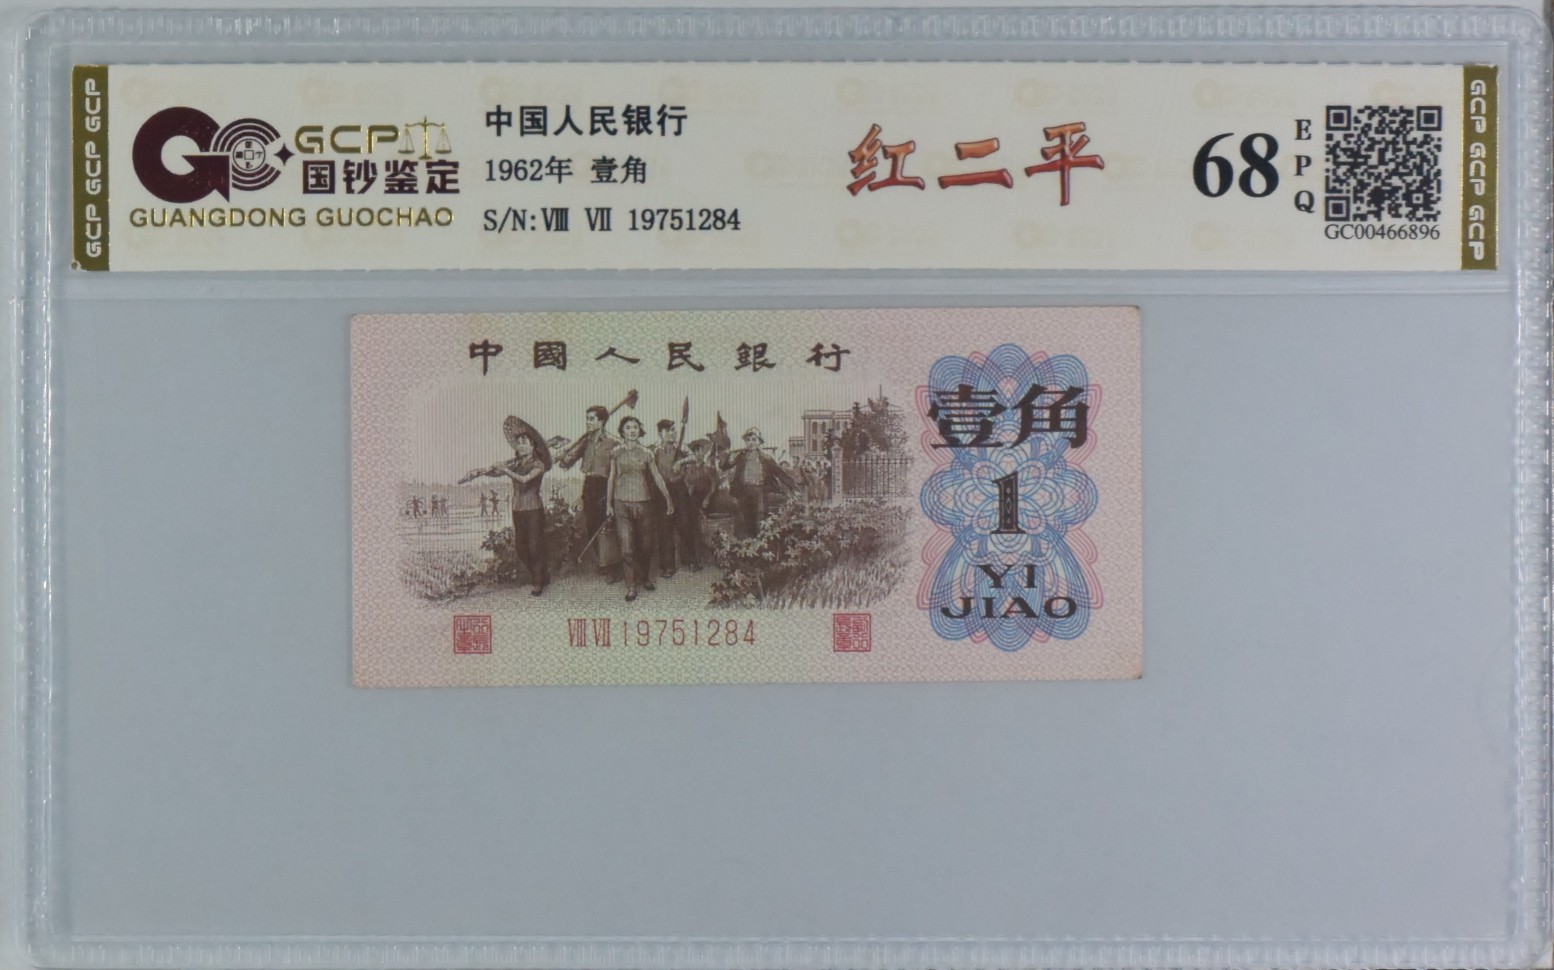 GCP GCP GCP
GCP
国钞鉴定
GUANGDONG GUOCHAO
中国人民银行
1962年 壹角
S/N:Ⅷ Ⅶ 19751284
红二平
68
EPQ
GC00466896
GCP GCP GCP
中國人民銀行
壹角
1
YI
JIAO
Ⅷ Ⅶ 19751284